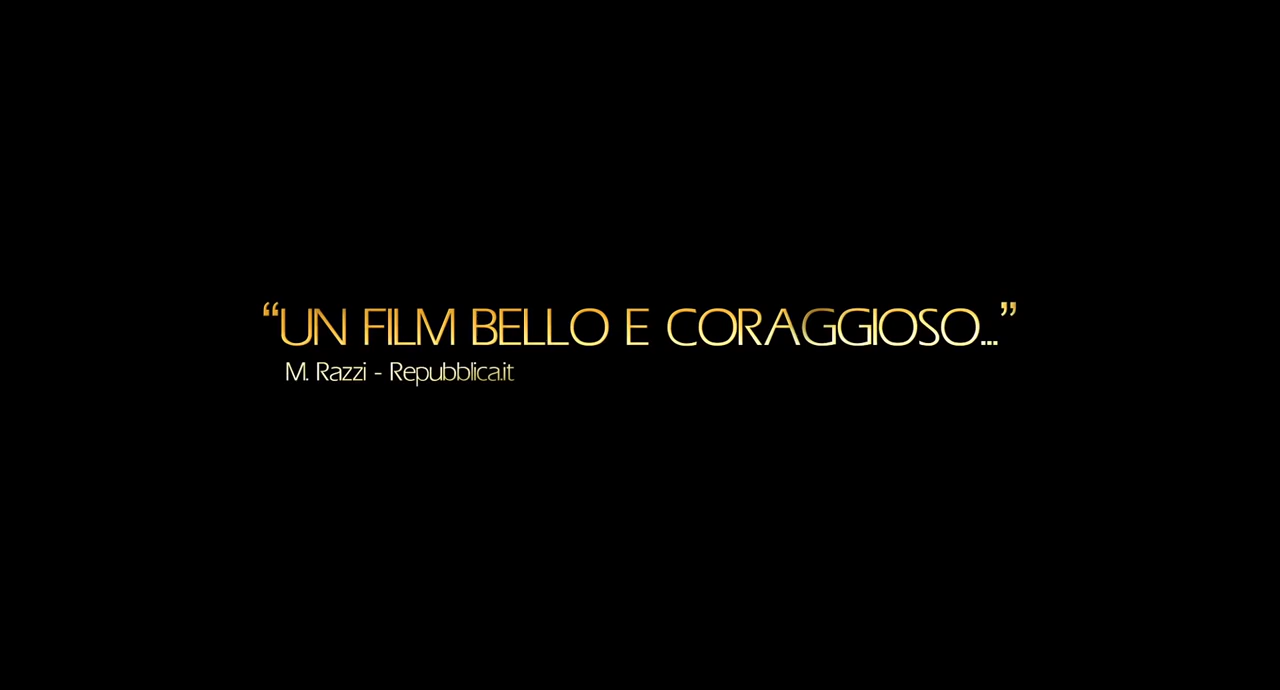 “UN FILM BELLO E CORAGGIOSO...”
M. Razzi - Repubblica.it